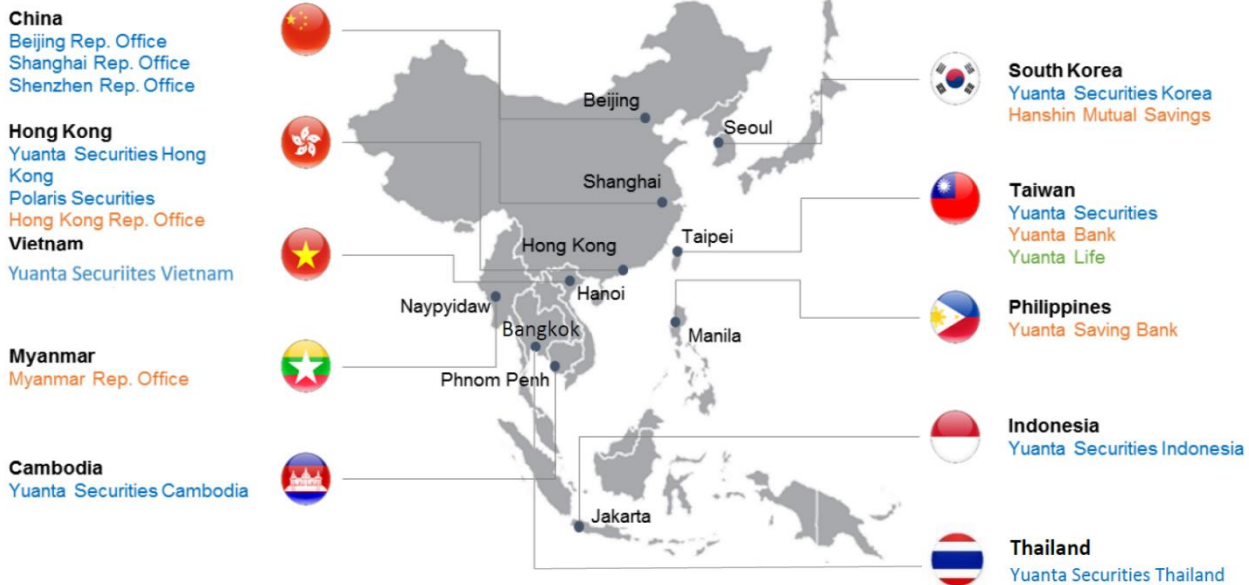 China
Beijing Rep. Office
Shanghai Rep. Office
Shenzhen Rep. Office
Hong Kong
Yuanta Securities Hong
Kong
Polaris Securities
Hong Kong Rep. Office
Vietnam
Yuanta Securiites Vietnam
Myanmar
Myanmar Rep. Office
Cambodia
Yuanta Securities Cambodia
Beijing
Seoul
Shanghai
Taipei
Hong Kong
Hanoi
Naypyidaw
Bangkok
Manila
Phnom Penh
Jakarta
South Korea
Yuanta Securities Korea
Hanshin Mutual Savings
Taiwan
Yuanta Securities
Yuanta Bank
Yuanta Life
Philippines
Yuanta Saving Bank
Indonesia
Yuanta Securities Indonesia
Thailand
Yuanta Securities Thailand